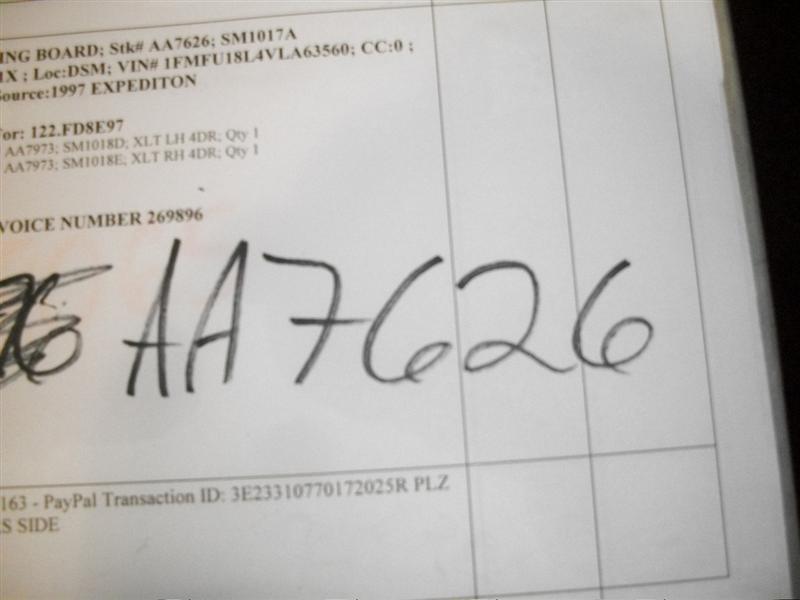 ING BOARD; Stk# AA7626; SM1017A
1X ; Loc:DSM; VIN# 1FMFU18L4VLA63560; CC:0 ;
Source:1997 EXPEDITON
For: 122.FD8E97
AA7973; SM1018D; XLT LH 4DR; Qty 1
AA7973; SM1018E; XLT RH 4DR; Qty 1
VOICE NUMBER 269896
AA7626
163 - PayPal Transaction ID: 3E23310770172025R PLZ
S SIDE